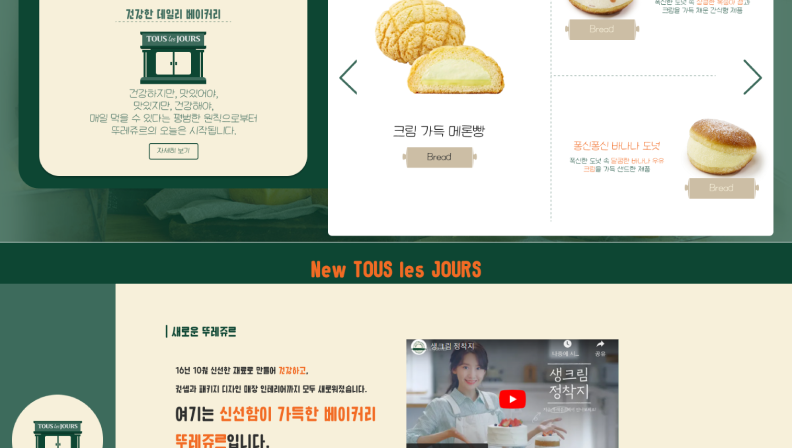 건강한 데일리 베이커리
TOUS les JOURS
건강하지만, 맛있어야,
맛있지만, 건강해야,
매일 먹을 수 있다는 평범한 원칙으로부터
뚜레쥬르의 오늘은 시작됩니다.
자세히 보기
크림 가득 메론빵
Bread
크림을 가득 채운 간식형 제품
Bread
퐁신퐁신 바나나 도넛
폭신한 도넛 속 달콤한 바나나 우유
크림을 가득 샌드한 제품
Bread
New TOUS les JOURS
새로운 뚜레쥬르
16년 10월 신선한 재료로 만들어 건강하고,
맛샘과 패키지 디자인 매장 인테리어까지 모두 새로워졌습니다.
여기는 신선함이 가득한 베이커리
뚜레쥬르입니다.
TOUS les JOURS
생크림 정착지
공유
생크림
정착지